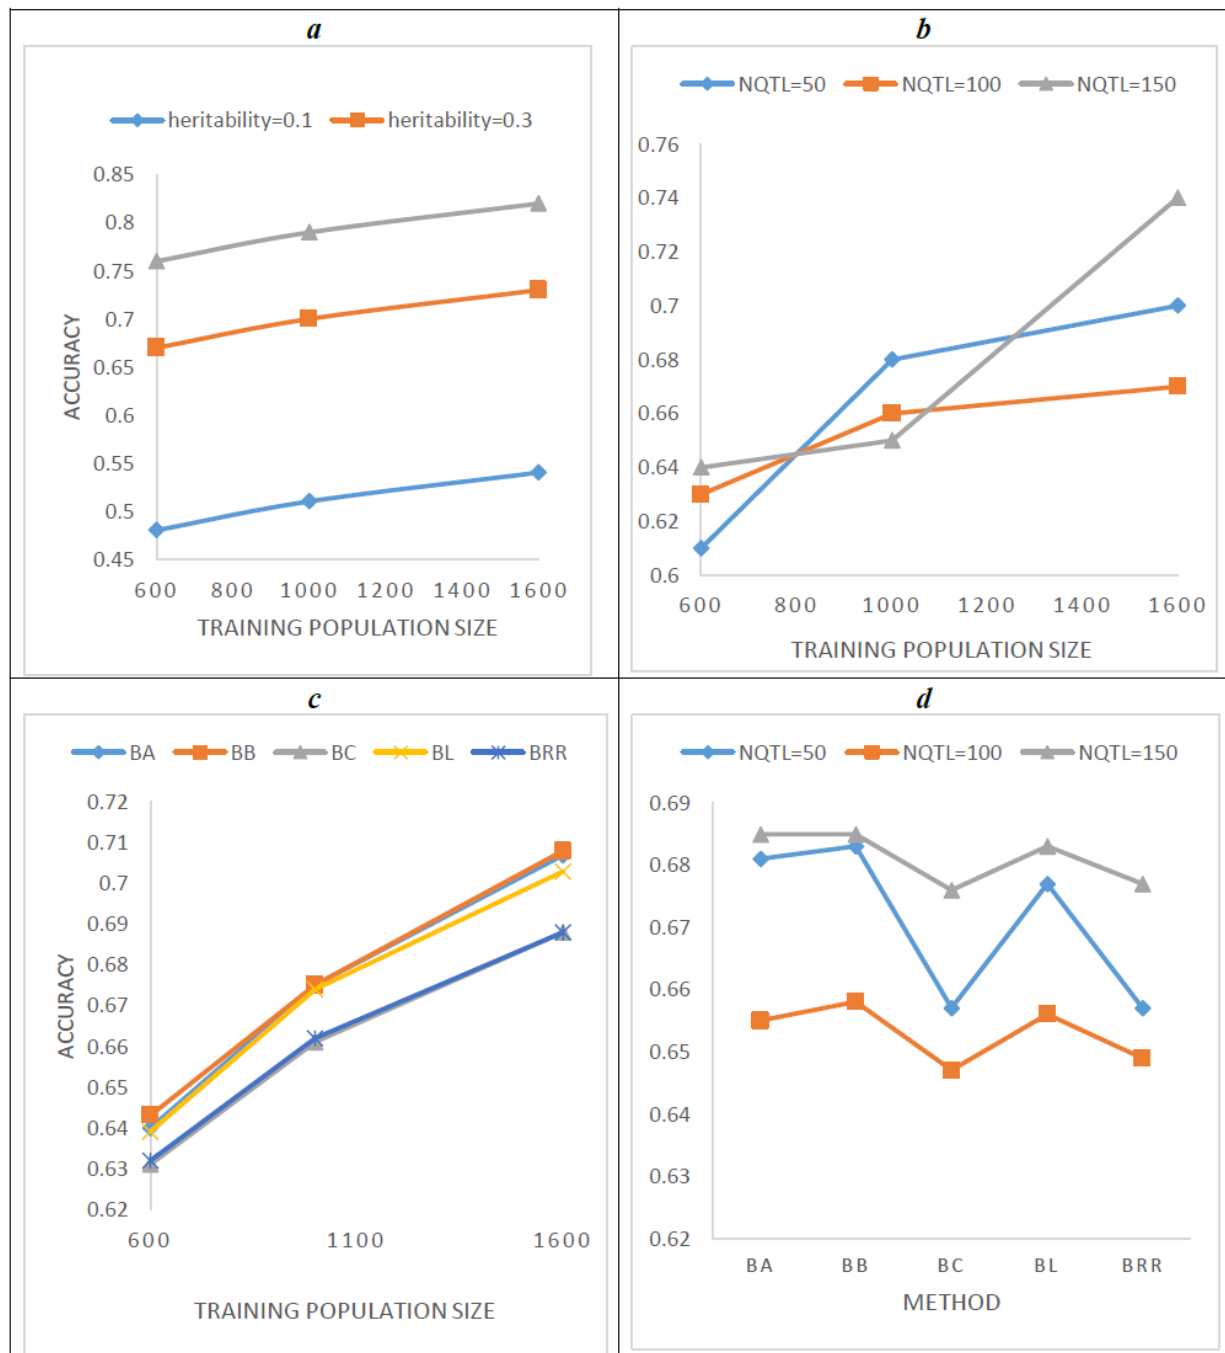 a
heritability=0.1 heritability=0.3
0.85
0.8
0.75
0.7
0.65
0.6
0.55
0.5
0.45
ACCURACY
600 800 1000 1200 1400 1600
TRAINING POPULATION SIZE
b
NQTL=50 NQTL=100 NQTL=150
0.76
0.74
0.72
0.7
0.68
0.66
0.64
0.62
0.6
600 800 1000 1200 1400 1600
TRAINING POPULATION SIZE
c
BA BB BC BL BRR
0.72
0.71
0.7
0.69
0.68
0.67
0.66
0.65
0.64
0.63
0.62
ACCURACY
600 1100 1600
TRAINING POPULATION SIZE
d
NQTL=50 NQTL=100 NQTL=150
0.69
0.68
0.67
0.66
0.65
0.64
0.63
0.62
BA BB BC BL BRR
METHOD